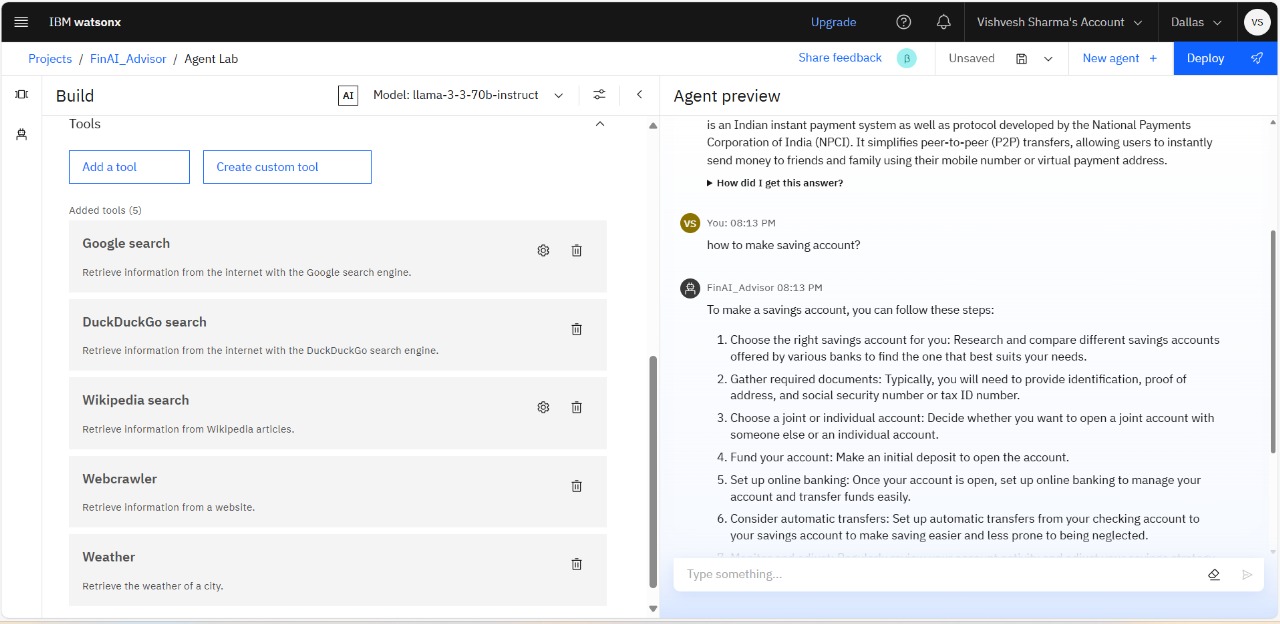 IBM watsonx
Upgrade
Vishvesh Sharma's Account
Dallas
VS
Projects / FinAI_Advisor / Agent Lab
Share feedback
β
Unsaved
New agent +
Deploy
Build
AI
Model: llama-3-3-70b-instruct
Tools
Add a tool
Create custom tool
Added tools (5)
Google search
Retrieve information from the internet with the Google search engine.
DuckDuckGo search
Retrieve information from the internet with the DuckDuckGo search engine.
Wikipedia search
Retrieve information from Wikipedia articles.
Webcrawler
Retrieve information from a website.
Weather
Retrieve the weather of a city.
Agent preview
is an Indian instant payment system as well as protocol developed by the National Payments
Corporation of India (NPCI). It simplifies peer-to-peer (P2P) transfers, allowing users to instantly
send money to friends and family using their mobile number or virtual payment address.
How did I get this answer?
VS
You: 08:13 PM
how to make saving account?
FinAI_Advisor 08:13 PM
To make a savings account, you can follow these steps:
1. Choose the right savings account for you: Research and compare different savings accounts
offered by various banks to find the one that best suits your needs.
2. Gather required documents: Typically, you will need to provide identification, proof of
address, and social security number or tax ID number.
3. Choose a joint or individual account: Decide whether you want to open a joint account with
someone else or an individual account.
4. Fund your account: Make an initial deposit to open the account.
5. Set up online banking: Once your account is open, set up online banking to manage your
account and transfer funds easily.
6. Consider automatic transfers: Set up automatic transfers from your checking account to
your savings account to make saving easier and less prone to being neglected.
Type something...